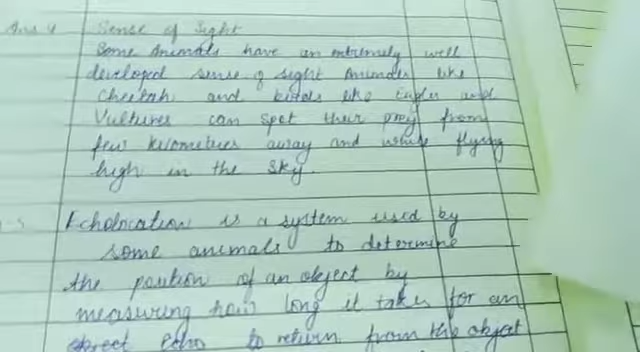 Ans 4 Sense of Sight
Some Animals have an extremely well
developed sense of sight Animals like
Cheetah and birds like Eagles and
Vultures can spot their prey from
few kilometres away and while flying
high in the sky.
5 Echolocation is a system used by
some animals to determine
the position of an object by
measuring how long it takes for an
object echo to return from the object